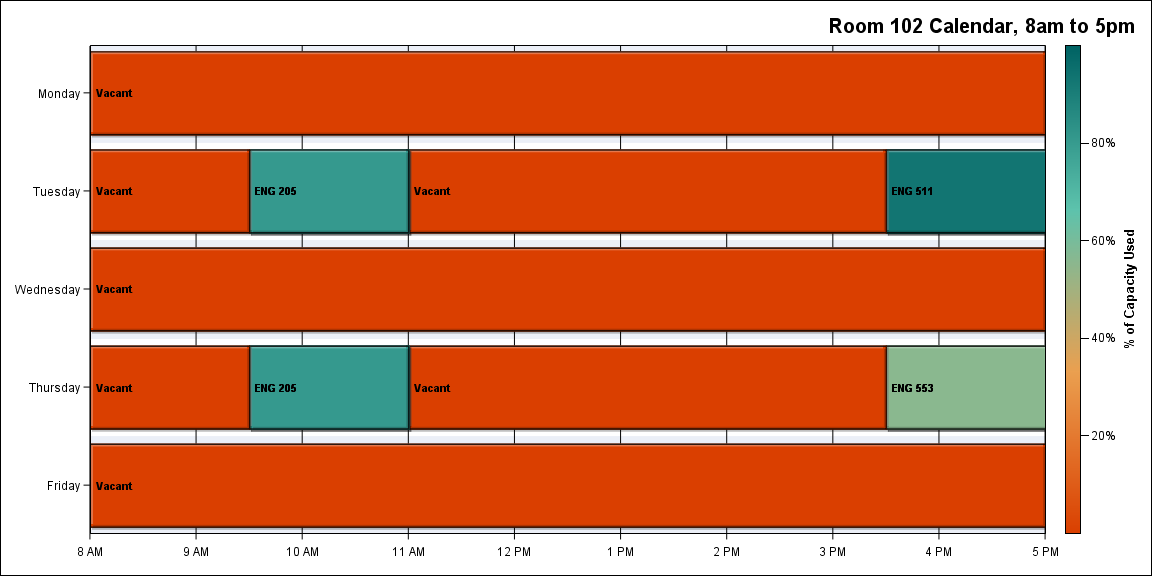 Room 102 Calendar, 8am to 5pm
Monday
Vacant
80%
Tuesday
Vacant
ENG 205
Vacant
ENG 511
60%
% of Capacity Used
Wednesday
Vacant
40%
Thursday
Vacant
ENG 205
Vacant
ENG 553
20%
Friday
Vacant
8 AM
9 AM
10 AM
11 AM
12 PM
1 PM
2 PM
3 PM
4 PM
5 PM